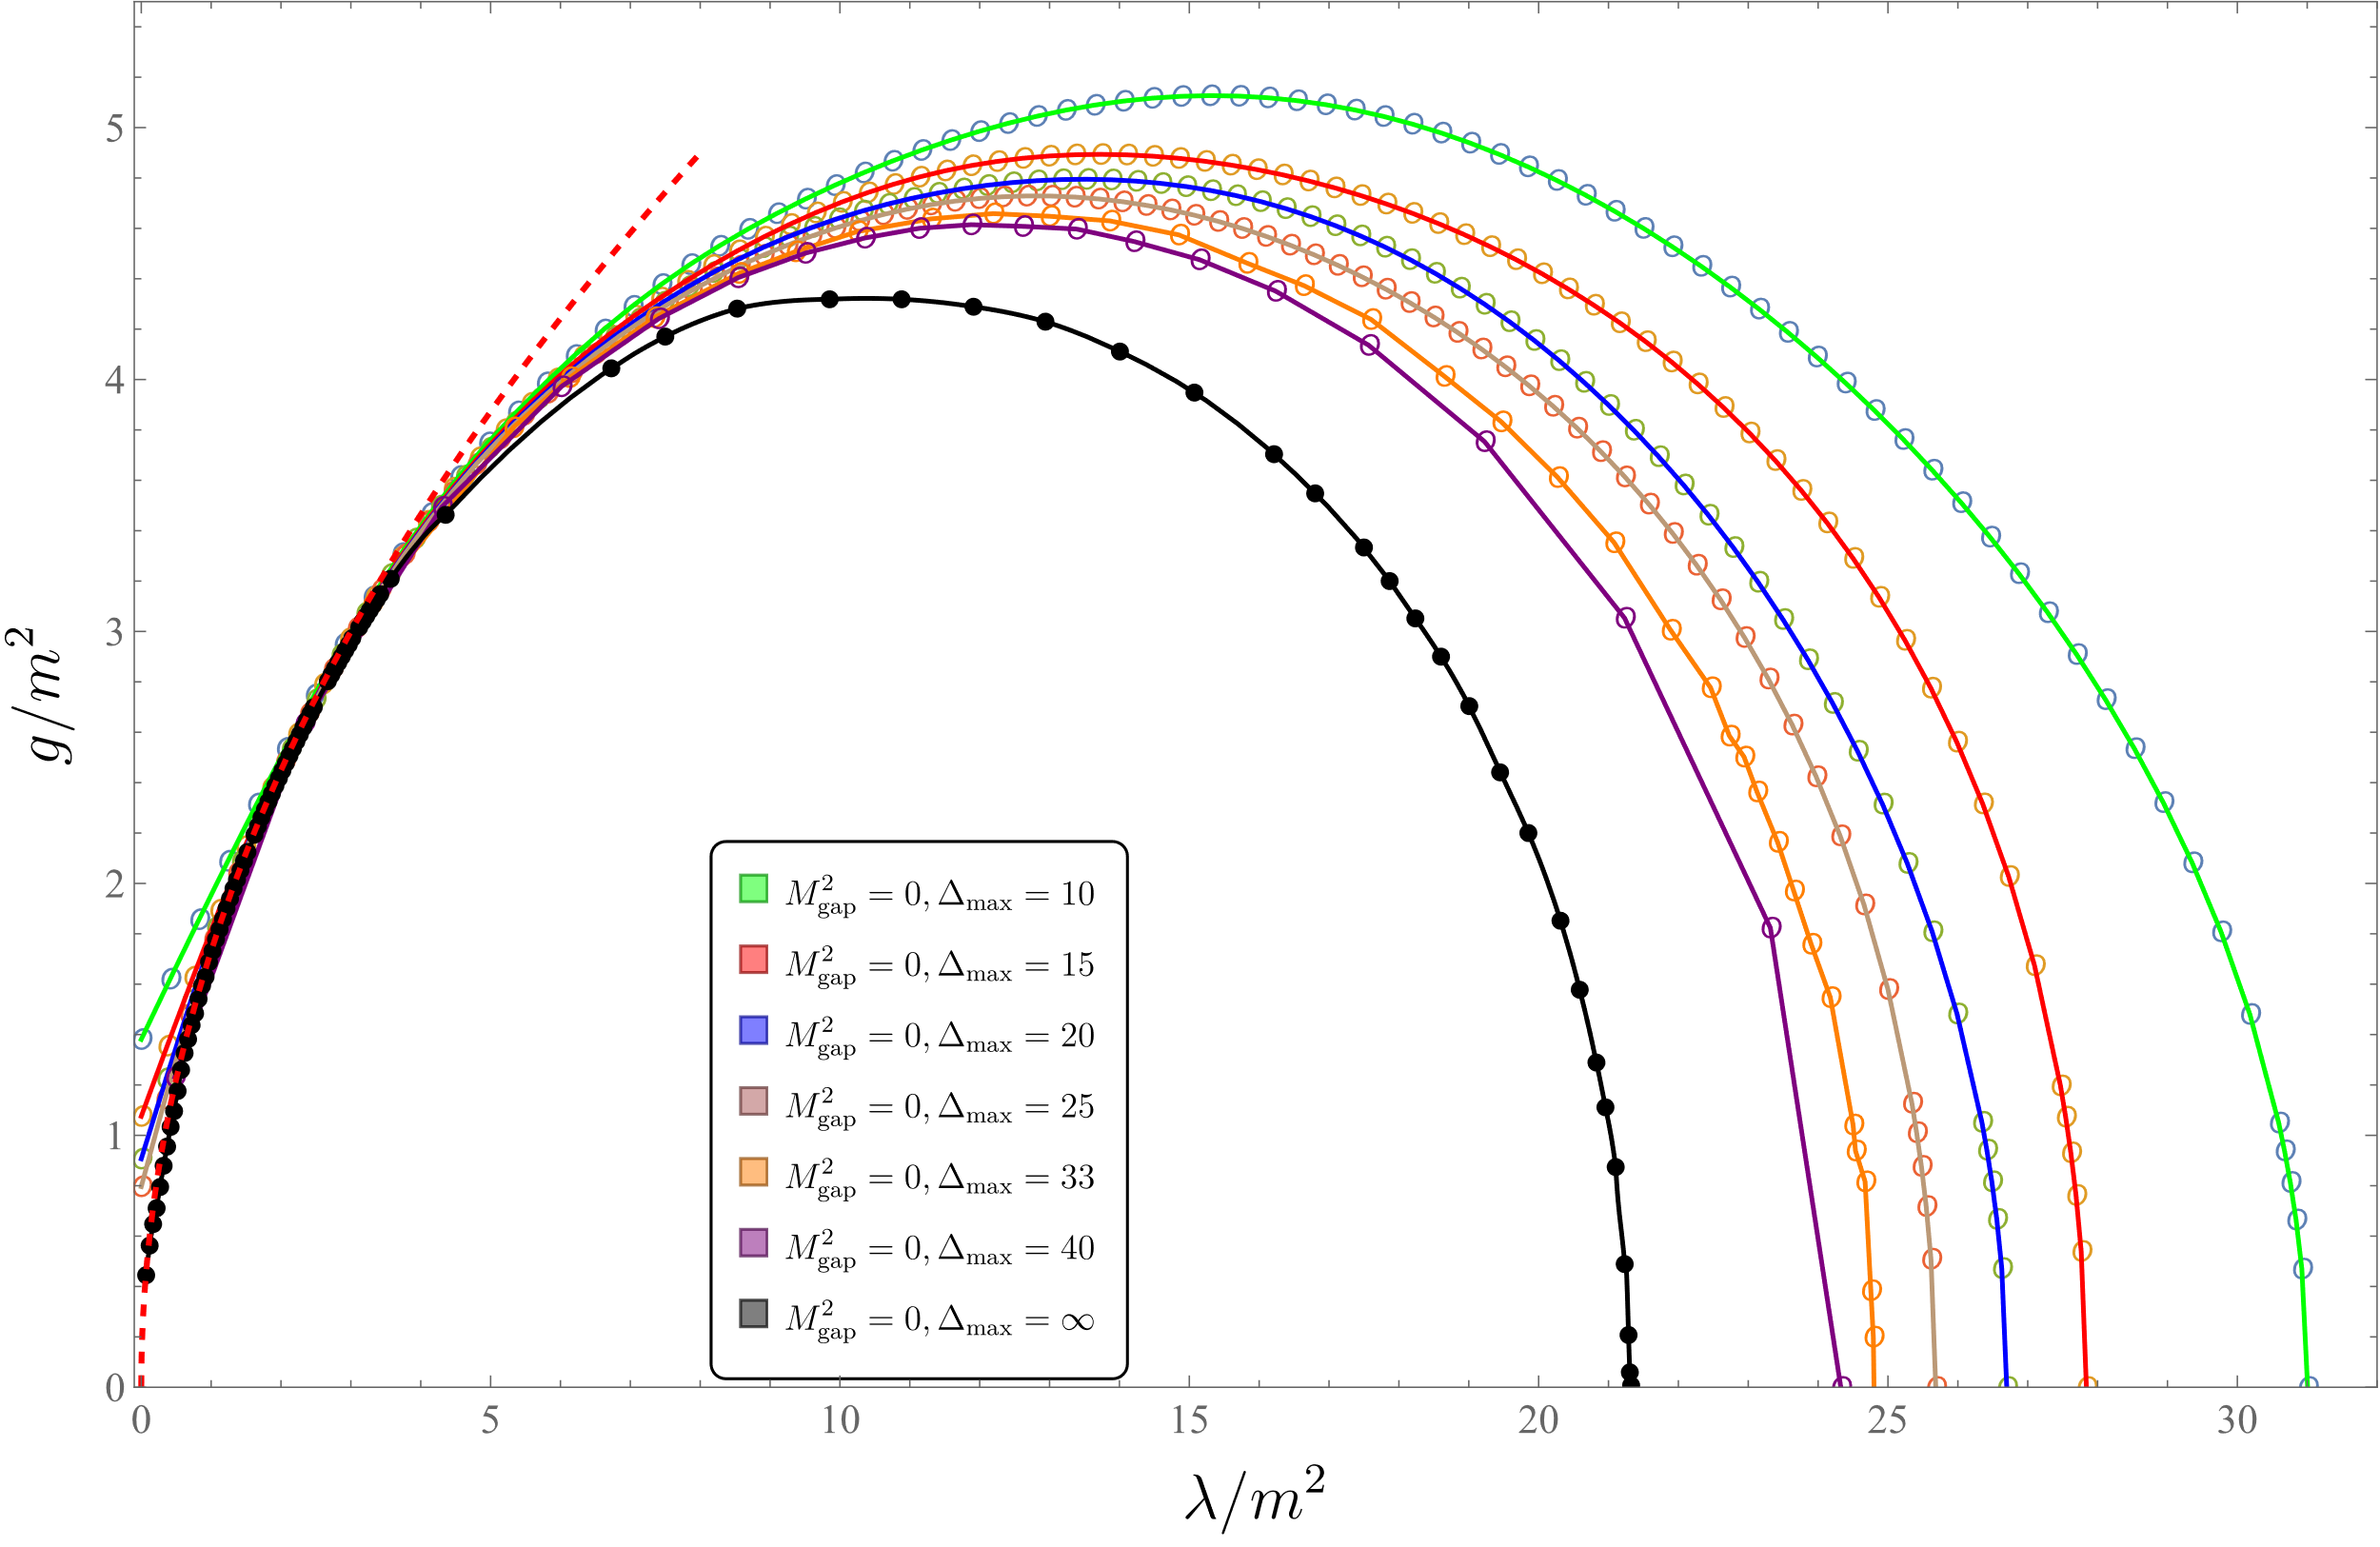 5
4
3
2
1
0
g/m²
M²gap = 0, Δmax = 10
M²gap = 0, Δmax = 15
M²gap = 0, Δmax = 20
M²gap = 0, Δmax = 25
M²gap = 0, Δmax = 33
M²gap = 0, Δmax = 40
M²gap = 0, Δmax = ∞
0 5 10 15 20 25 30
λ/m²